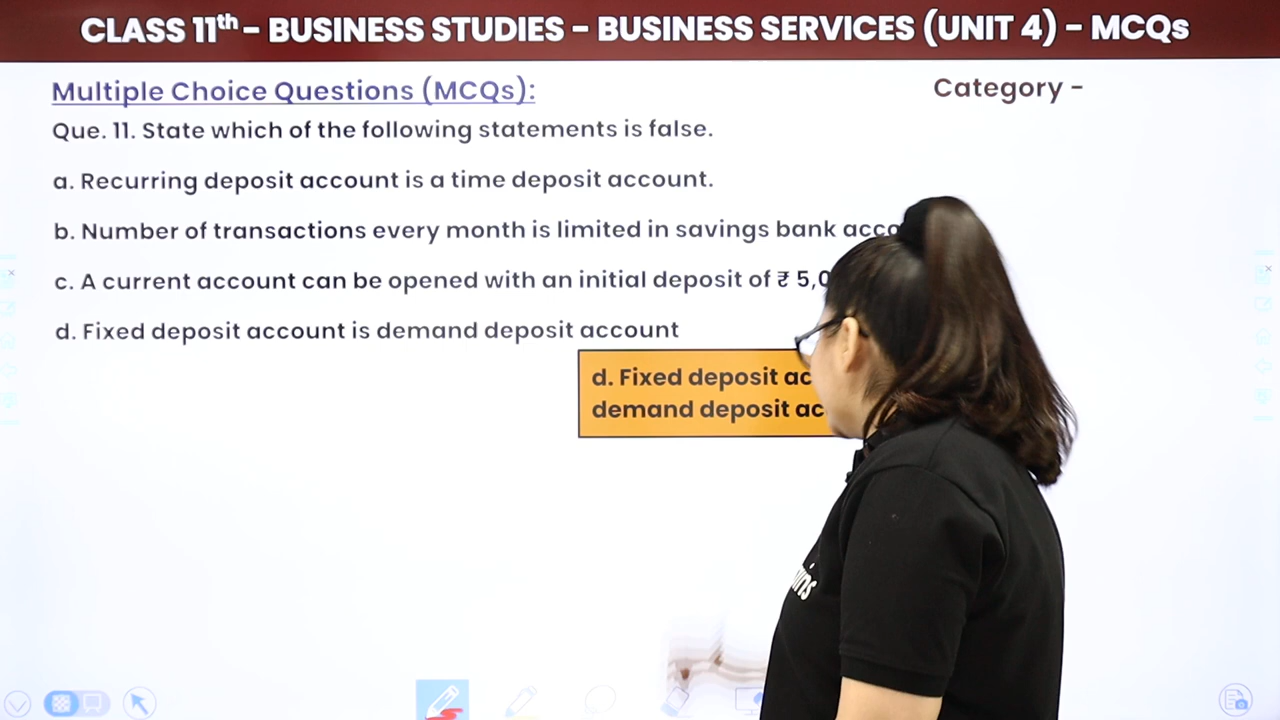 CLASS 11th - BUSINESS STUDIES - BUSINESS SERVICES (UNIT 4) - MCQs
Multiple Choice Questions (MCQs):
Category -
Que. 11. State which of the following statements is false.
a. Recurring deposit account is a time deposit account.
b. Number of transactions every month is limited in savings bank
c. A current account can be opened with an initial deposit of ₹
d. Fixed deposit account is demand deposit account
d. Fixed deposit
demand deposit